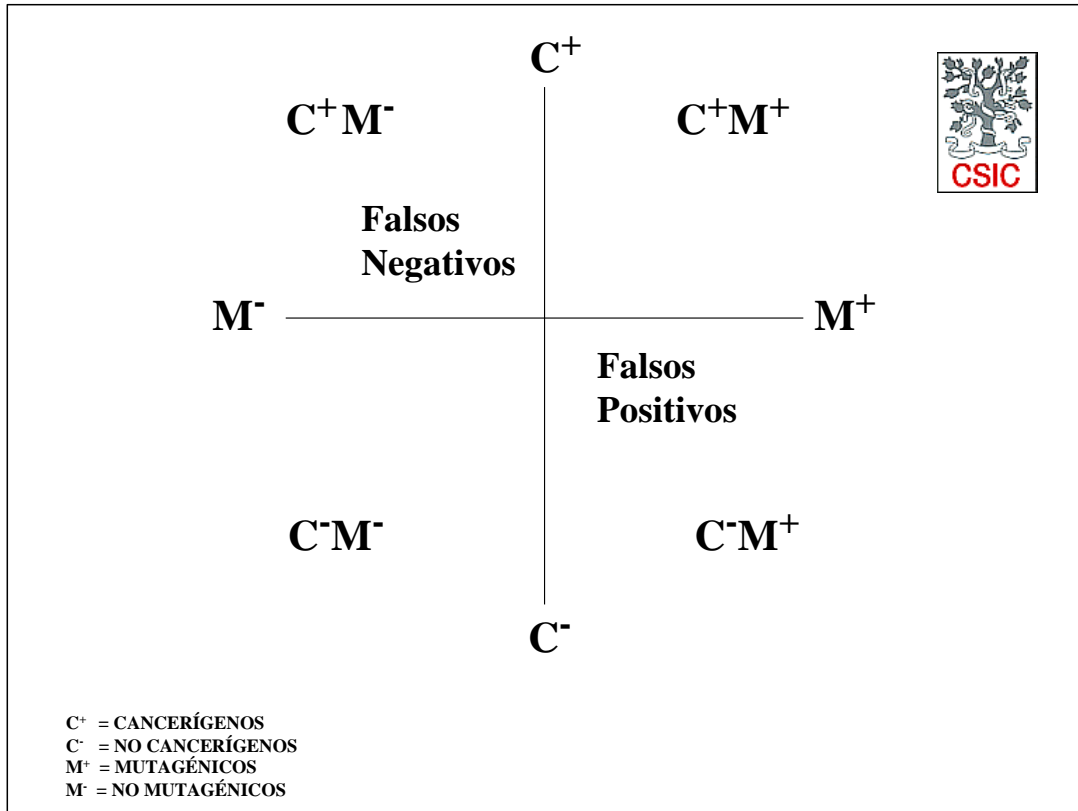 C⁺
C⁺M⁻
C⁺M⁺
CSIC
Falsos
Negativos
M⁻
M⁺
Falsos
Positivos
C⁻M⁻
C⁻M⁺
C⁻
C⁺ = CANCERÍGENOS
C⁻ = NO CANCERÍGENOS
M⁺ = MUTAGÉNICOS
M⁻ = NO MUTAGÉNICOS